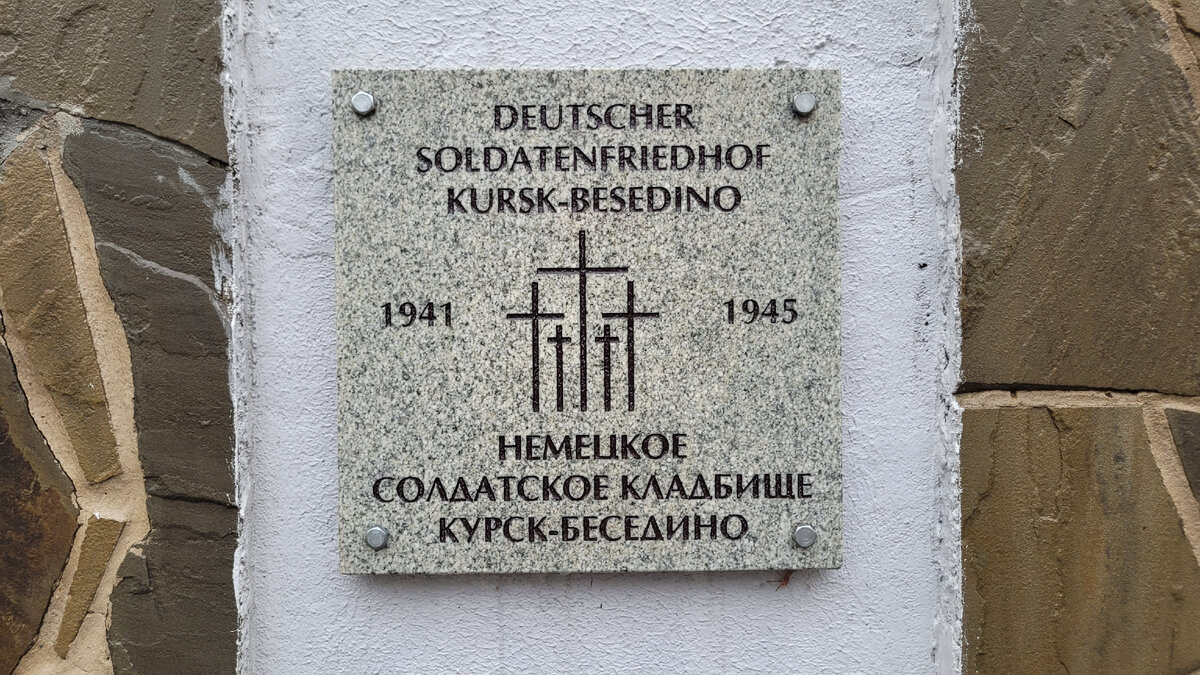 DEUTSCHER
SOLDATENFRIEDHOF
KURSK-BESEDINO
1941 1945
НЕМЕЦКОЕ
СОЛДАТСКОЕ КЛАДБИЩЕ
КУРСК-БЕСЕДИНО